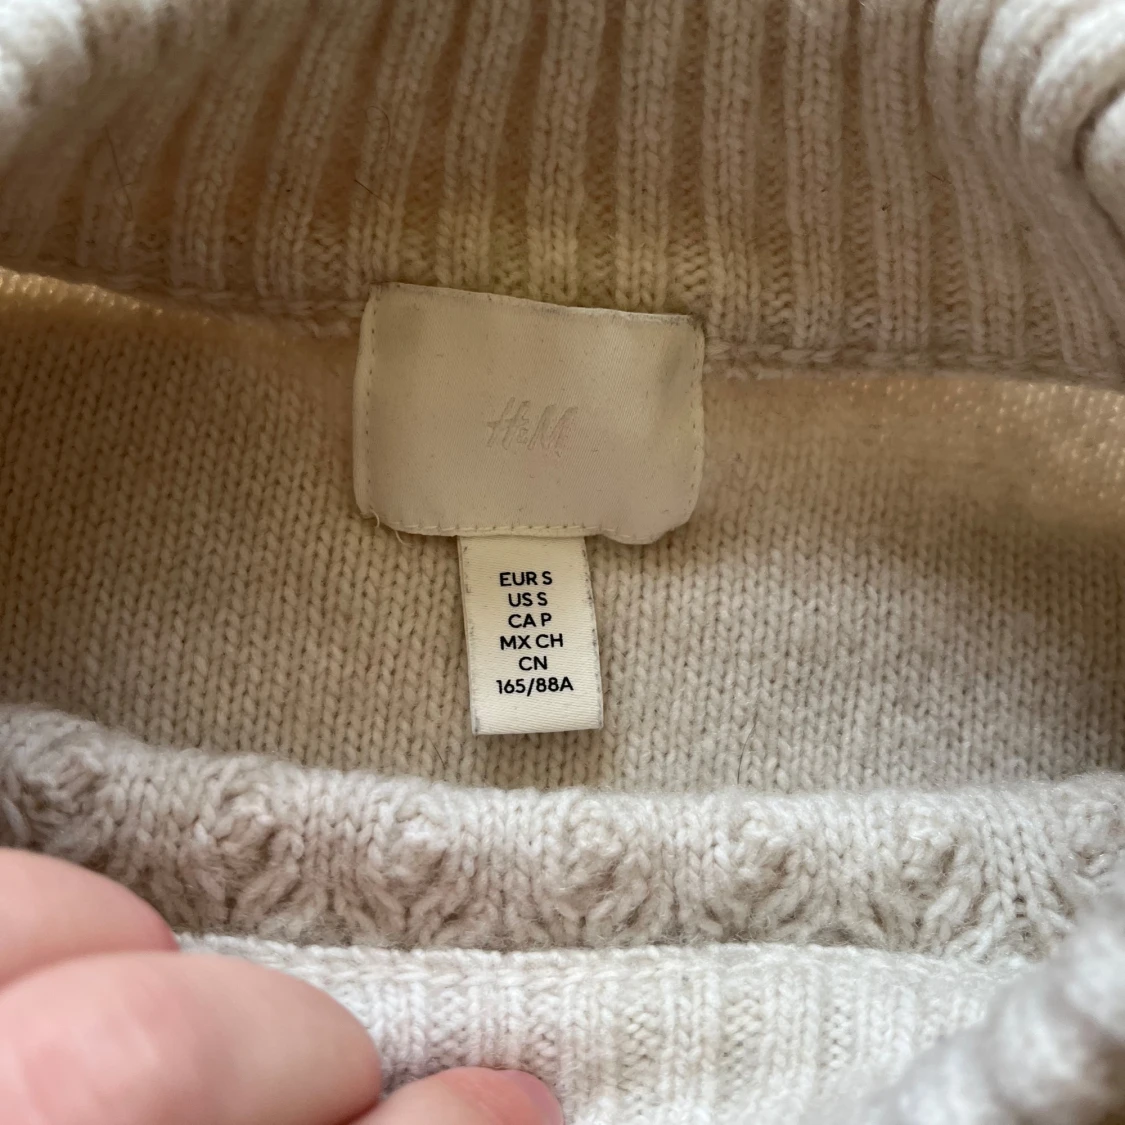 H&M
EUR S
US S
CA P
MX CH
CN
165/88A